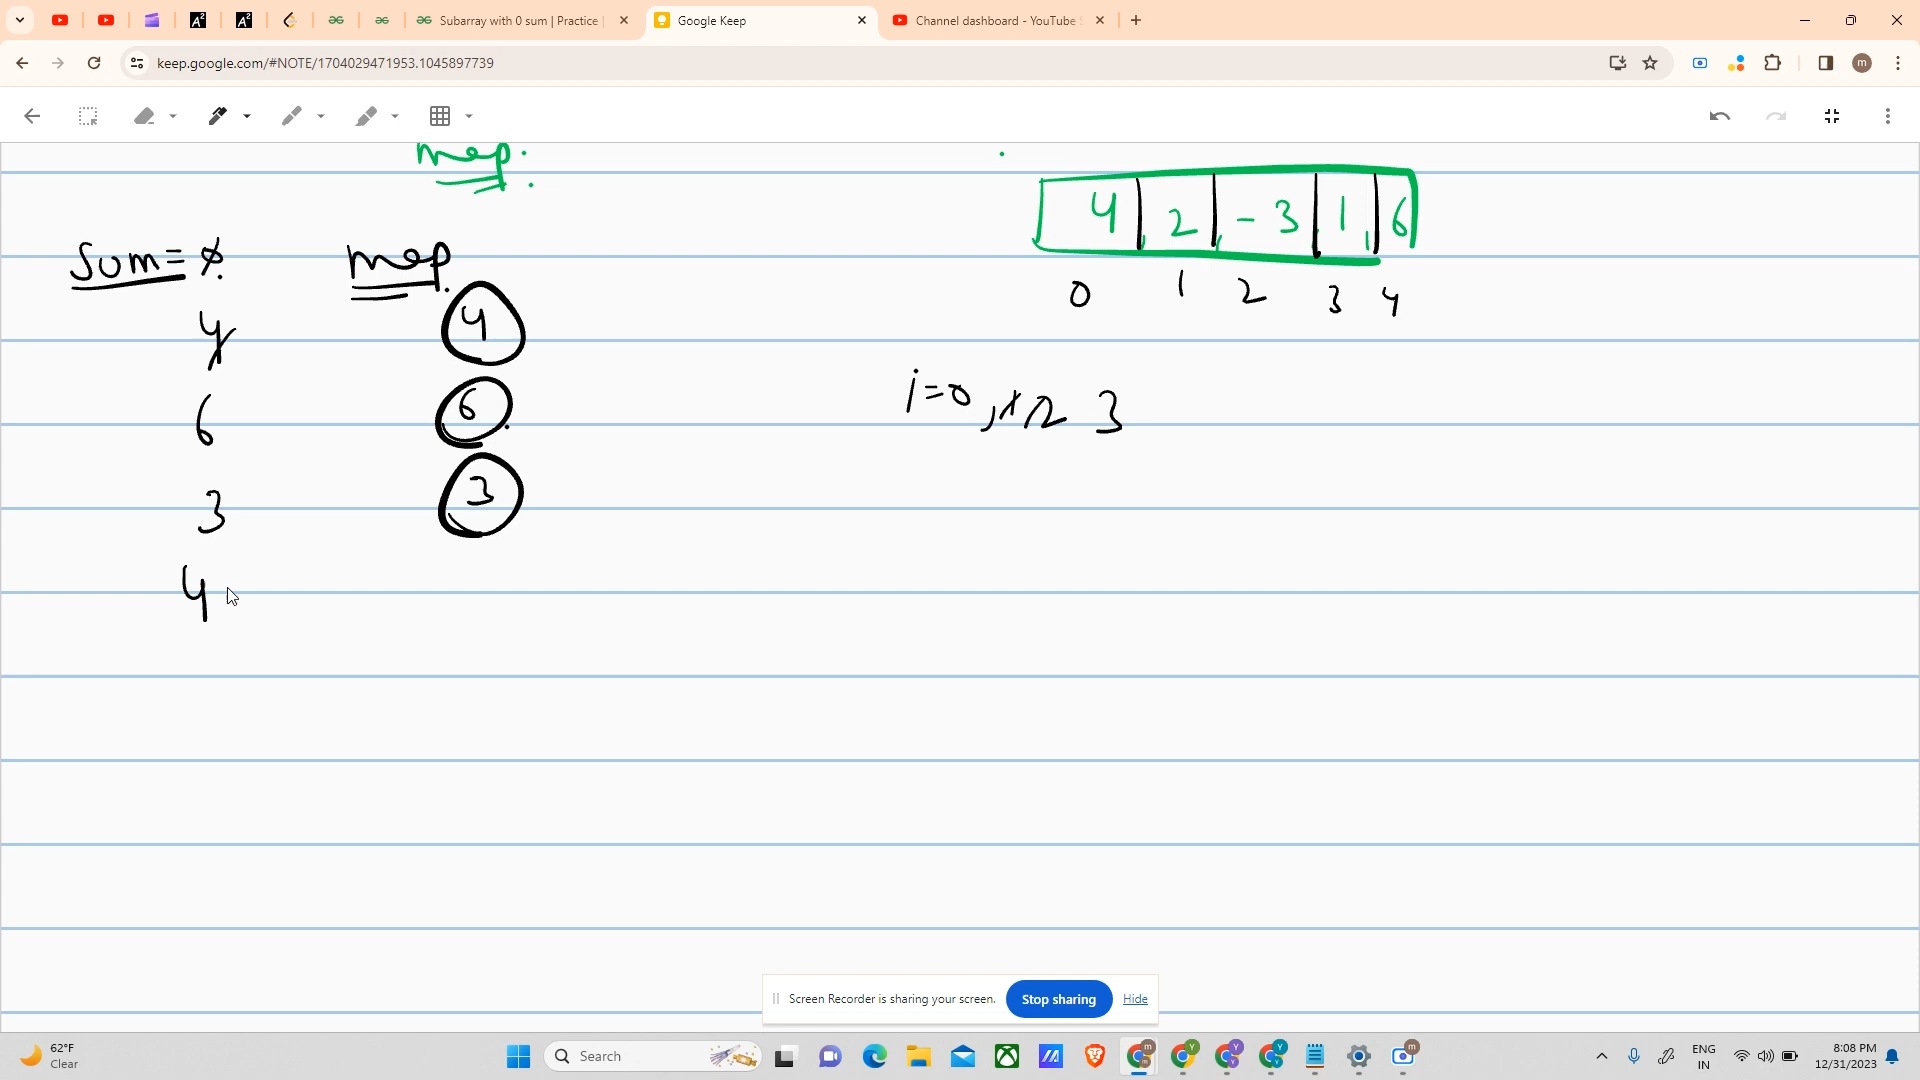 Subarray with 0 sum | Practice |
Google Keep
Channel dashboard - YouTube S
keep.google.com/#NOTE/1704029471953.1045897739
m
map.
4, 2, -3, 1, 6
0 1 2 3 4
Sum = 0
map
4 4
6 6
3 3
4
i=0, 1 2 3
Screen Recorder is sharing your screen.
Stop sharing
Hide
62°F
Clear
Search
ENG
IN
8:08 PM
12/31/2023